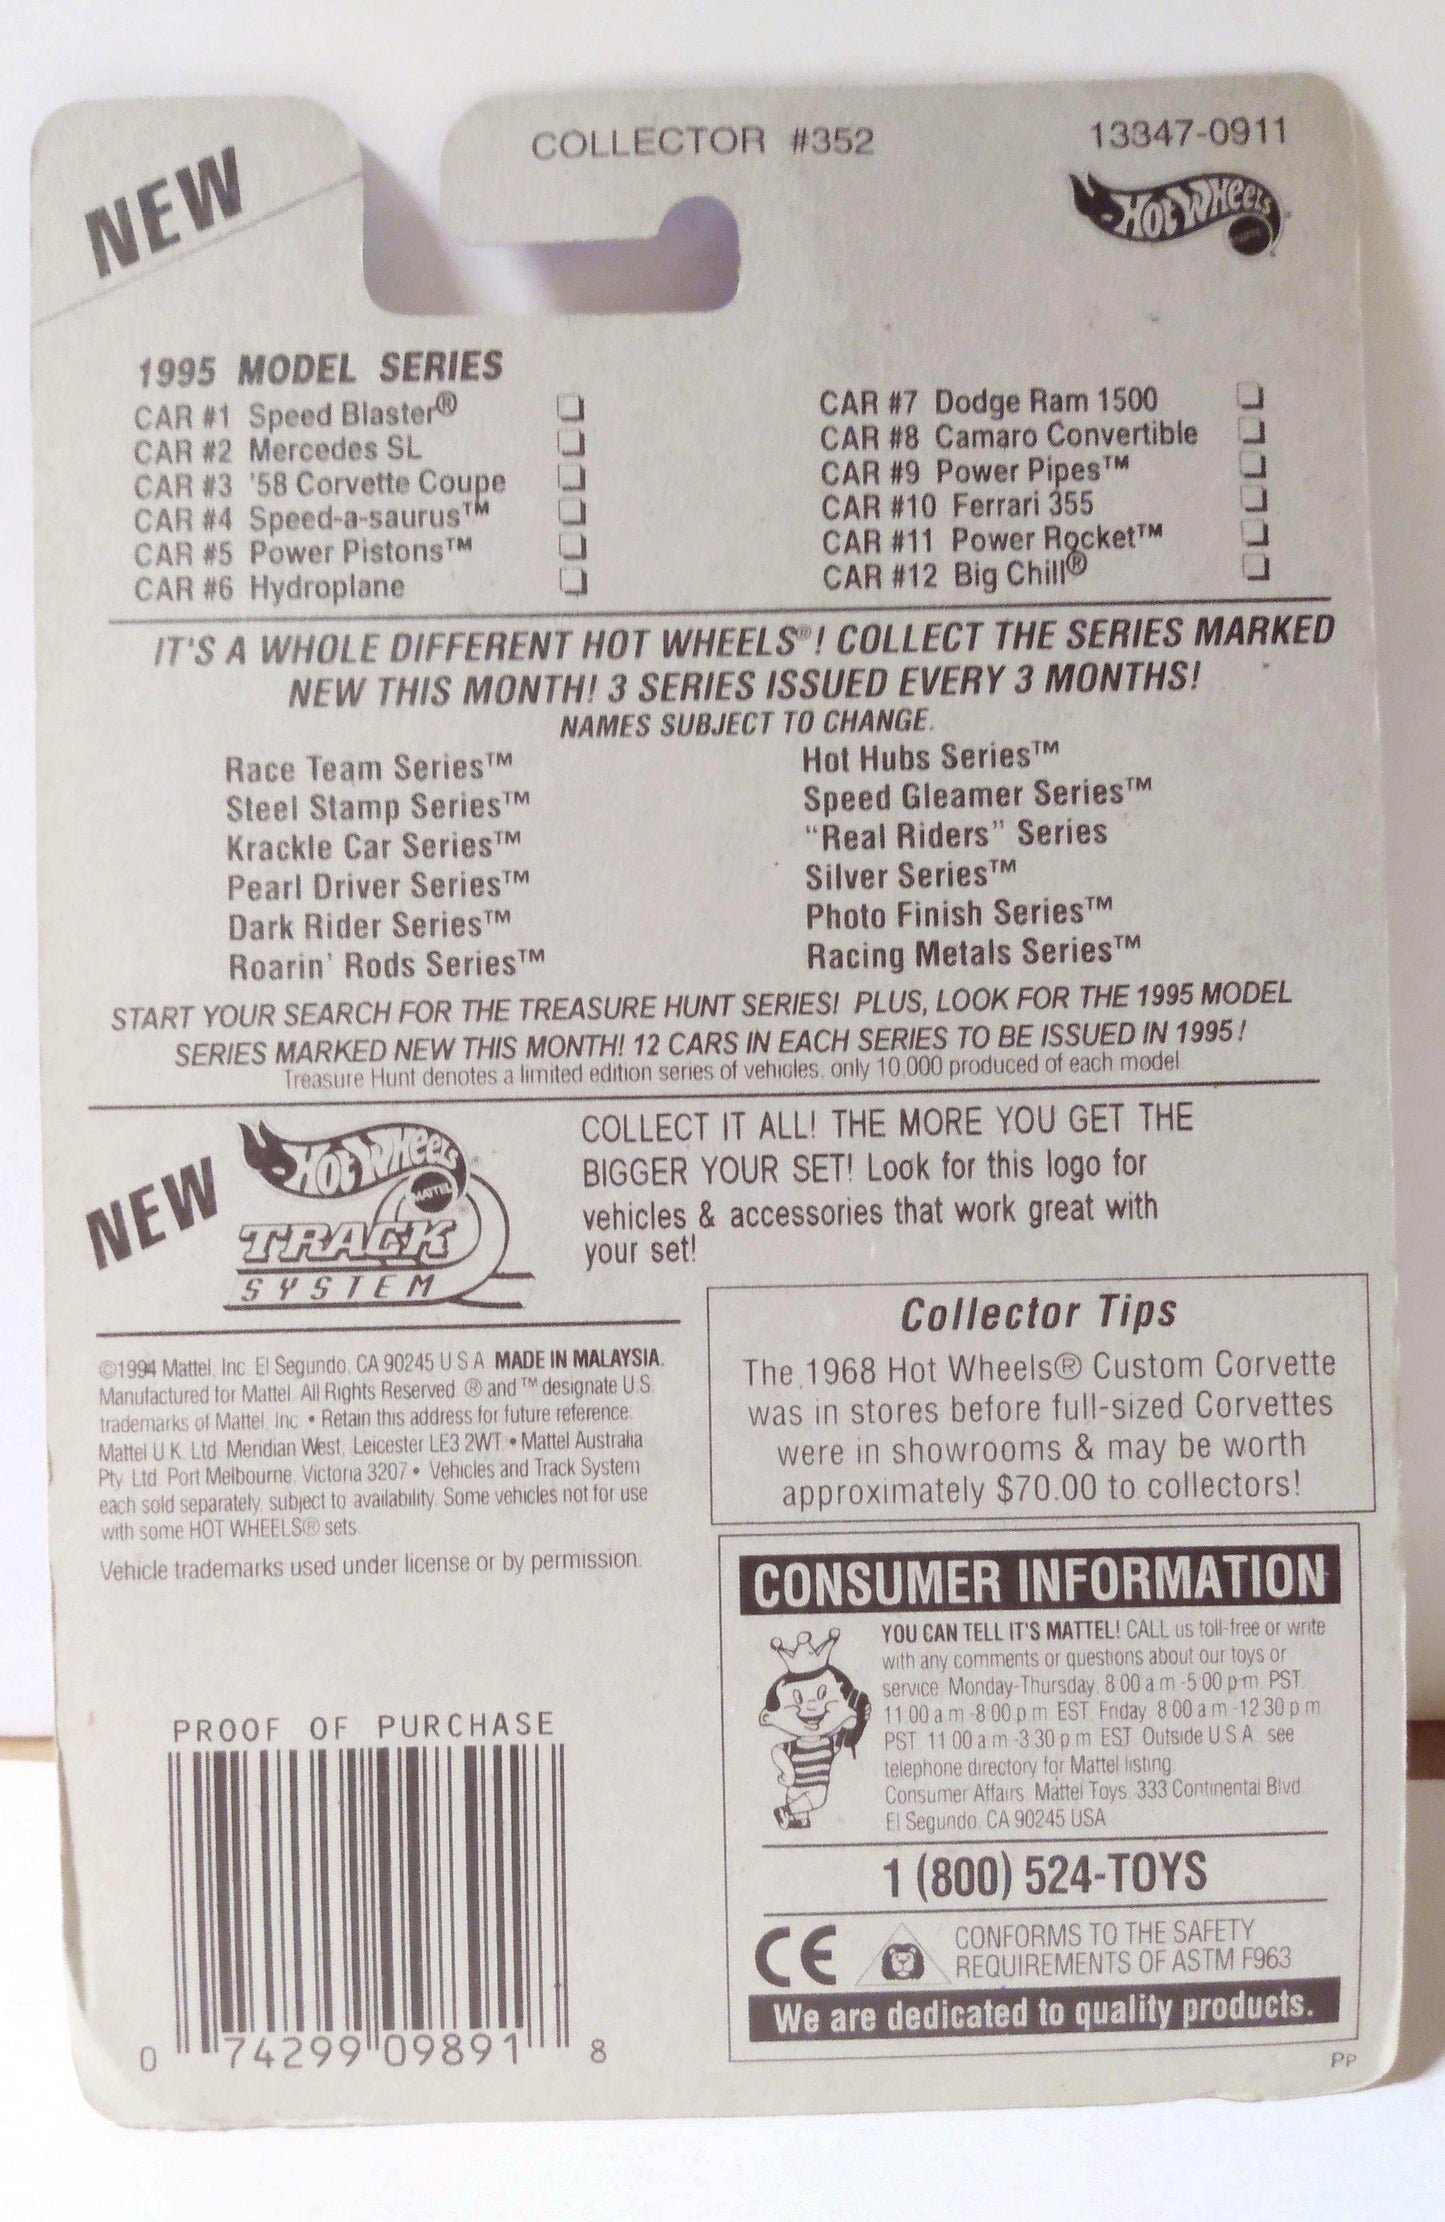 NEW
COLLECTOR #352
13347-0911
HOT WHEELS
1995 MODEL SERIES
CAR #1 Speed Blaster®
CAR #2 Mercedes SL
CAR #3 '58 Corvette Coupe
CAR #4 Speed-a-saurus™
CAR #5 Power Pistons™
CAR #6 Hydroplane
CAR #7 Dodge Ram 1500
CAR #8 Camaro Convertible
CAR #9 Power Pipes™
CAR #10 Ferrari 355
CAR #11 Power Rocket™
CAR #12 Big Chill®
IT'S A WHOLE DIFFERENT HOT WHEELS®! COLLECT THE SERIES MARKED
NEW THIS MONTH! 3 SERIES ISSUED EVERY 3 MONTHS!
NAMES SUBJECT TO CHANGE.
Race Team Series™
Steel Stamp Series™
Krackle Car Series™
Pearl Driver Series™
Dark Rider Series™
Roarin' Rods Series™
Hot Hubs Series™
Speed Gleamer Series™
“Real Riders” Series
Silver Series™
Photo Finish Series™
Racing Metals Series™
START YOUR SEARCH FOR THE TREASURE HUNT SERIES! PLUS, LOOK FOR THE 1995 MODEL
SERIES MARKED NEW THIS MONTH! 12 CARS IN EACH SERIES TO BE ISSUED IN 1995!
Treasure Hunt denotes a limited edition series of vehicles, only 10,000 produced of each model
NEW
HOT WHEELS
MATTEL
TRACK
SYSTEM
COLLECT IT ALL! THE MORE YOU GET THE
BIGGER YOUR SET! Look for this logo for
vehicles & accessories that work great with
your set!
©1994 Mattel, Inc. El Segundo, CA 90245 U.S.A. MADE IN MALAYSIA.
Manufactured for Mattel. All Rights Reserved. ® and ™ designate U.S.
trademarks of Mattel, Inc. • Retain this address for future reference:
Mattel U.K. Ltd. Meridian West, Leicester LE3 2WT. • Mattel Australia
Pty. Ltd. Port Melbourne, Victoria 3207 • Vehicles and Track System
each sold separately, subject to availability. Some vehicles not for use
with some HOT WHEELS® sets.
Vehicle trademarks used under license or by permission.
Collector Tips
The 1968 Hot Wheels® Custom Corvette
was in stores before full-sized Corvettes
were in showrooms & may be worth
approximately $70.00 to collectors!
CONSUMER INFORMATION
YOU CAN TELL IT'S MATTEL! CALL us toll-free or write
with any comments or questions about our toys or
service. Monday-Thursday, 8:00 a.m.-5:00 p.m. PST.
11:00 a.m.-8:00 p.m. EST. Friday, 8:00 a.m.-12:30 p.m.
PST. 11:00 a.m.-3:30 p.m. EST. Outside U.S.A., see
telephone directory for Mattel listing.
Consumer Affairs, Mattel Toys, 333 Continental Blvd.
El Segundo, CA 90245 USA
1 (800) 524-TOYS
CE
CONFORMS TO THE SAFETY
REQUIREMENTS OF ASTM F963
We are dedicated to quality products.
PP
PROOF OF PURCHASE
0 74299 09891 8